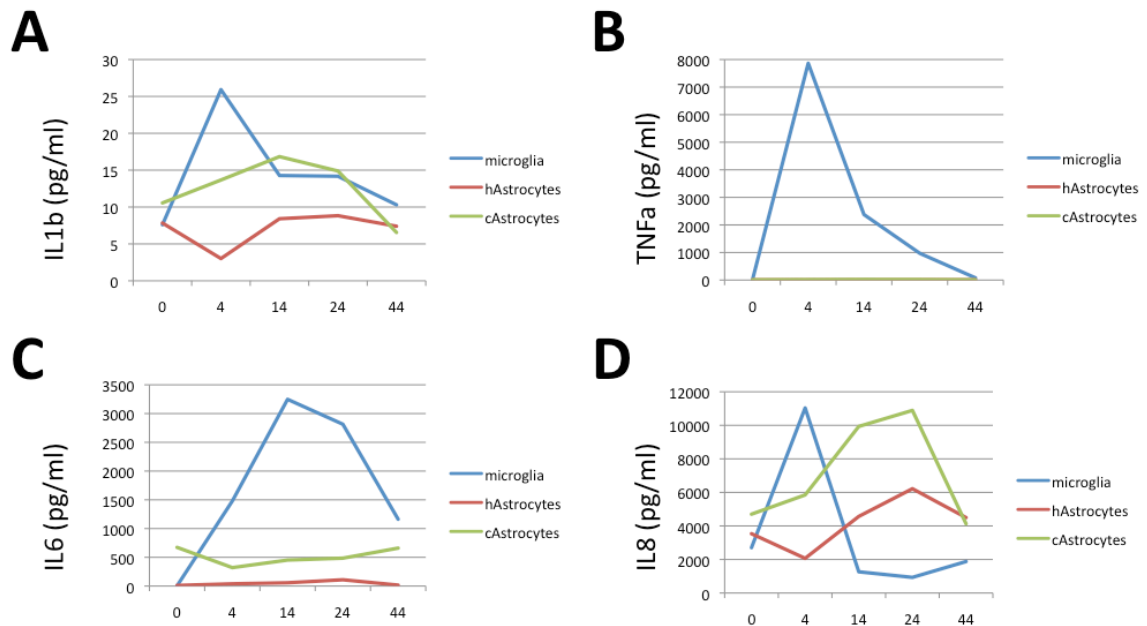 A
IL1b (pg/ml)
30
25
20
15
10
5
0
0 4 14 24 44
microglia
hAstrocytes
cAstrocytes
B
TNFa (pg/ml)
8000
7000
6000
5000
4000
3000
2000
1000
0
0 4 14 24 44
microglia
hAstrocytes
cAstrocytes
C
IL6 (pg/ml)
3500
3000
2500
2000
1500
1000
500
0
0 4 14 24 44
microglia
hAstrocytes
cAstrocytes
D
IL8 (pg/ml)
12000
10000
8000
6000
4000
2000
0
0 4 14 24 44
microglia
hAstrocytes
cAstrocytes